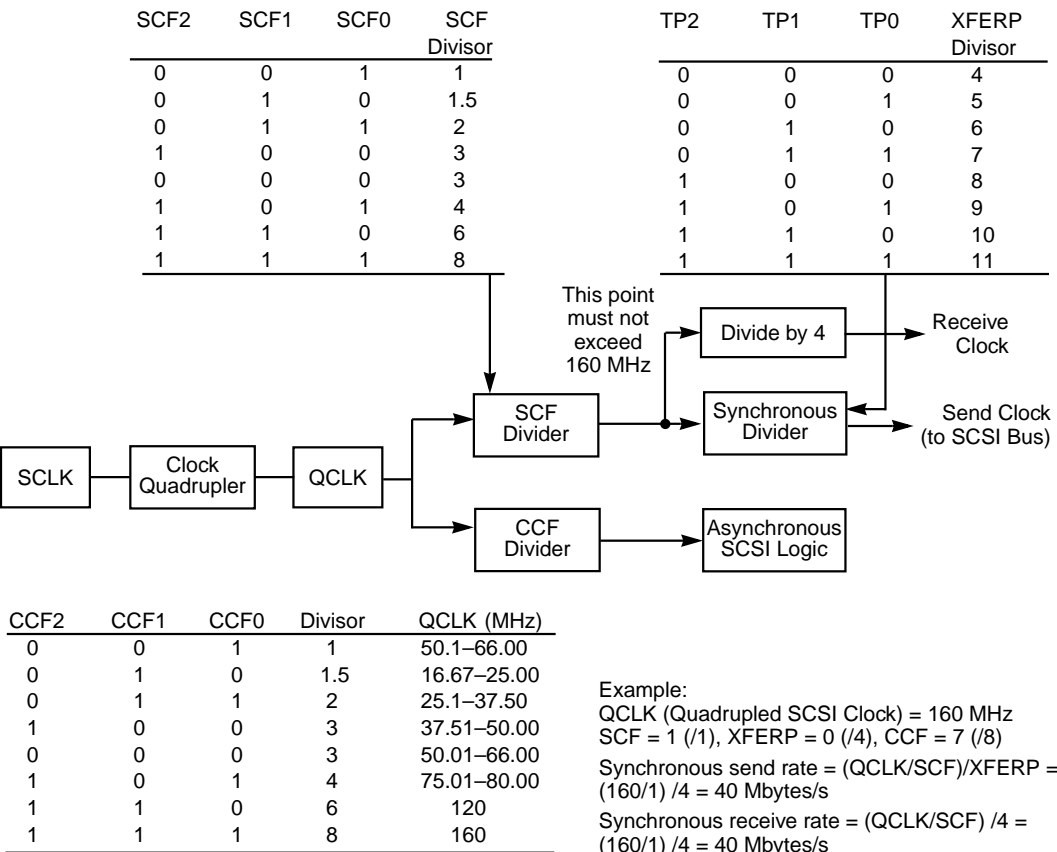 SCF2 SCF1 SCF0 SCF Divisor
0 0 1 1
0 1 0 1.5
0 1 1 2
1 0 0 3
0 0 0 3
1 0 1 4
1 1 0 6
1 1 1 8
TP2 TP1 TP0 XFERP Divisor
0 0 0 4
0 0 1 5
0 1 0 6
0 1 1 7
1 0 0 8
1 0 1 9
1 1 0 10
1 1 1 11
This point
must not
exceed
160 MHz
Divide by 4
Receive
Clock
SCF
Divider
Synchronous
Divider
Send Clock
(to SCSI Bus)
SCLK
Clock
Quadrupler
QCLK
CCF
Divider
Asynchronous
SCSI Logic
CCF2 CCF1 CCF0 Divisor QCLK (MHz)
0 0 1 1 50.1–66.00
0 1 0 1.5 16.67–25.00
0 1 1 2 25.1–37.50
1 0 0 3 37.51–50.00
0 0 0 3 50.01–66.00
1 0 1 4 75.01–80.00
1 1 0 6 120
1 1 1 8 160
Example:
QCLK (Quadrupled SCSI Clock) = 160 MHz
SCF = 1 (/1), XFERP = 0 (/4), CCF = 7 (/8)
Synchronous send rate = (QCLK/SCF)/XFERP =
(160/1) /4 = 40 Mbytes/s
Synchronous receive rate = (QCLK/SCF) /4 =
(160/1) /4 = 40 Mbytes/s